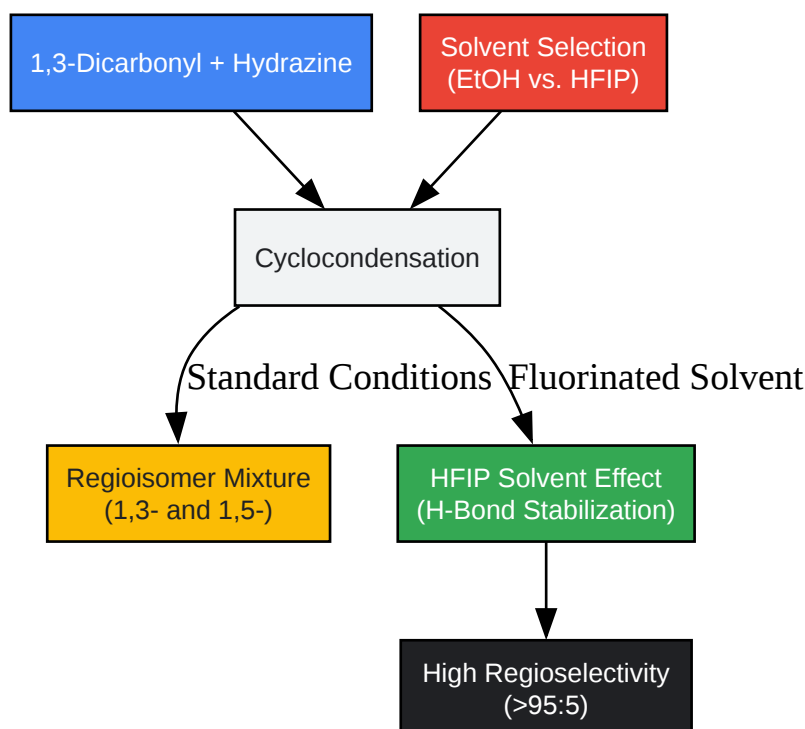 1,3-Dicarbonyl + Hydrazine
Solvent Selection
(EtOH vs. HFIP)
Cyclocondensation
Standard Conditions
Fluorinated Solvent
Regioisomer Mixture
(1,3- and 1,5-)
HFIP Solvent Effect
(H-Bond Stabilization)
High Regioselectivity
(>95:5)